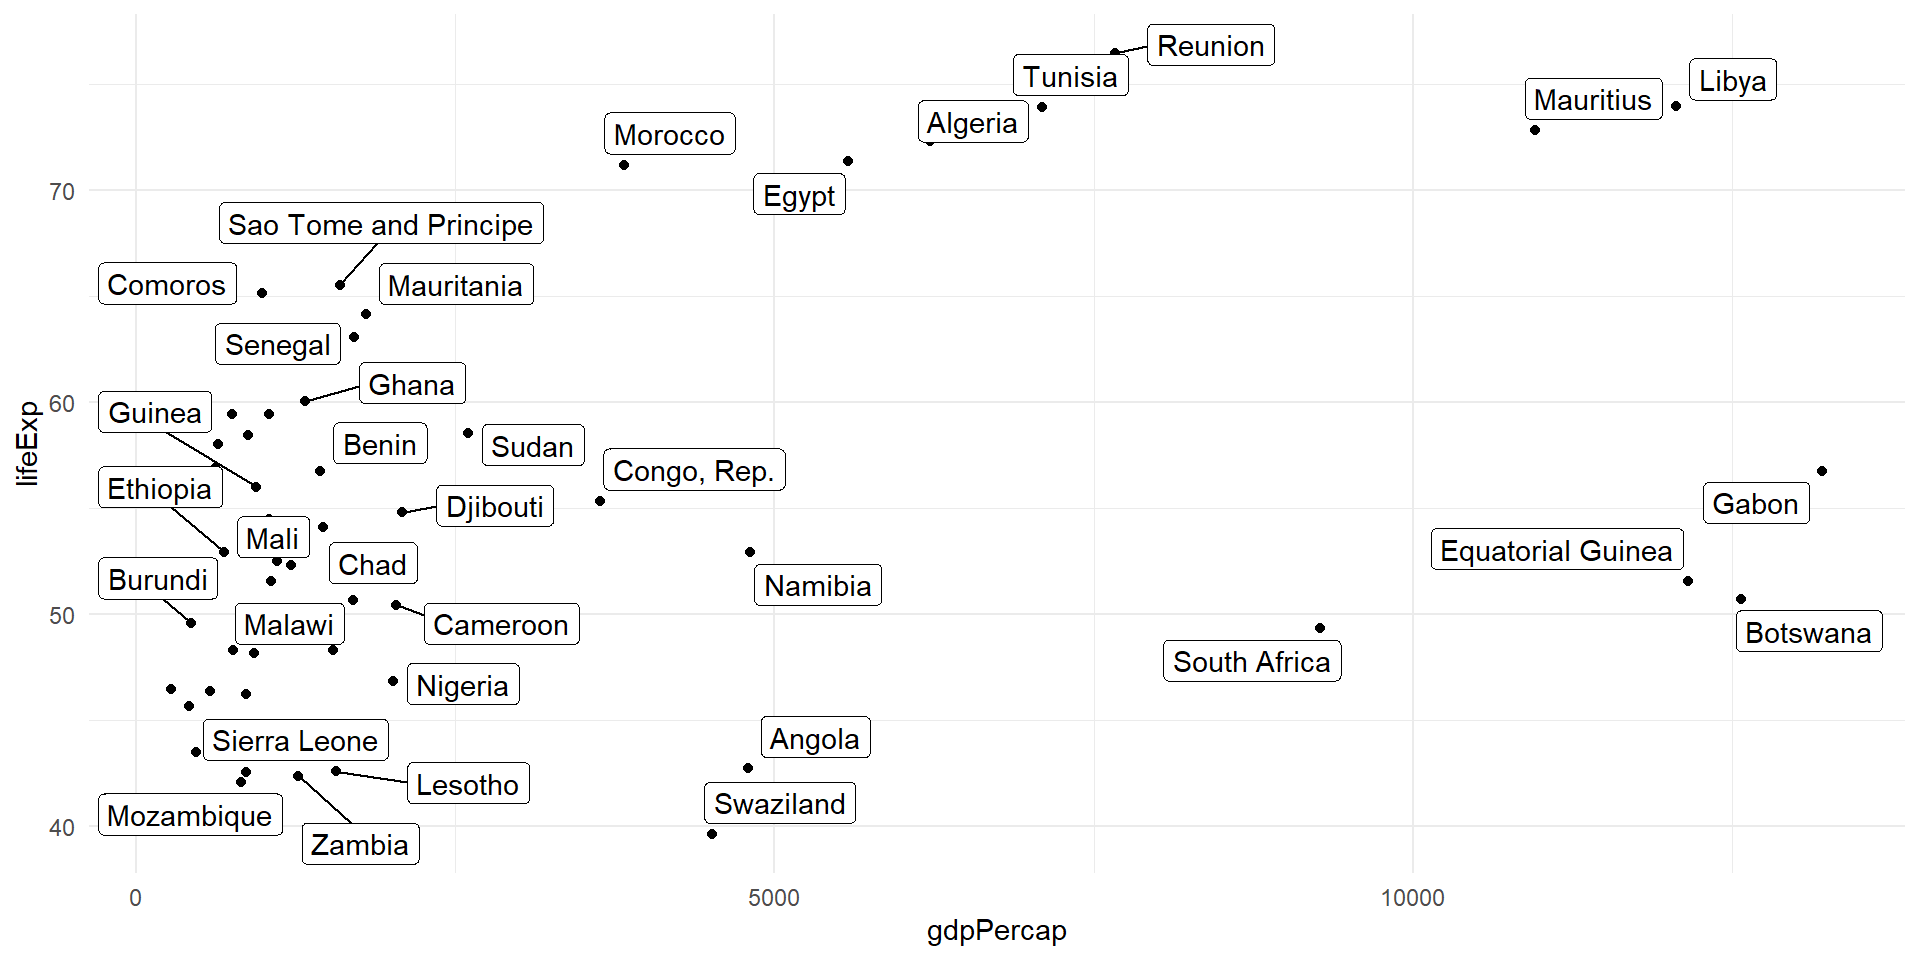 Reunion
Tunisia
Libya
Mauritius
Algeria
Morocco
Egypt
70
Sao Tome and Principe
Comoros
Mauritania
Senegal
Ghana
60
Guinea
Benin
Sudan
lifeExp
Congo, Rep.
Ethiopia
Djibouti
Gabon
Mali
Equatorial Guinea
Chad
Burundi
Namibia
50
Malawi
Cameroon
Botswana
South Africa
Nigeria
Angola
Sierra Leone
Lesotho
Swaziland
Mozambique
40
Zambia
0
5000
10000
gdpPercap